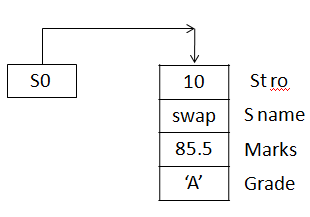 S0
10 St ro
swap S name
85.5 Marks
‘A’ Grade